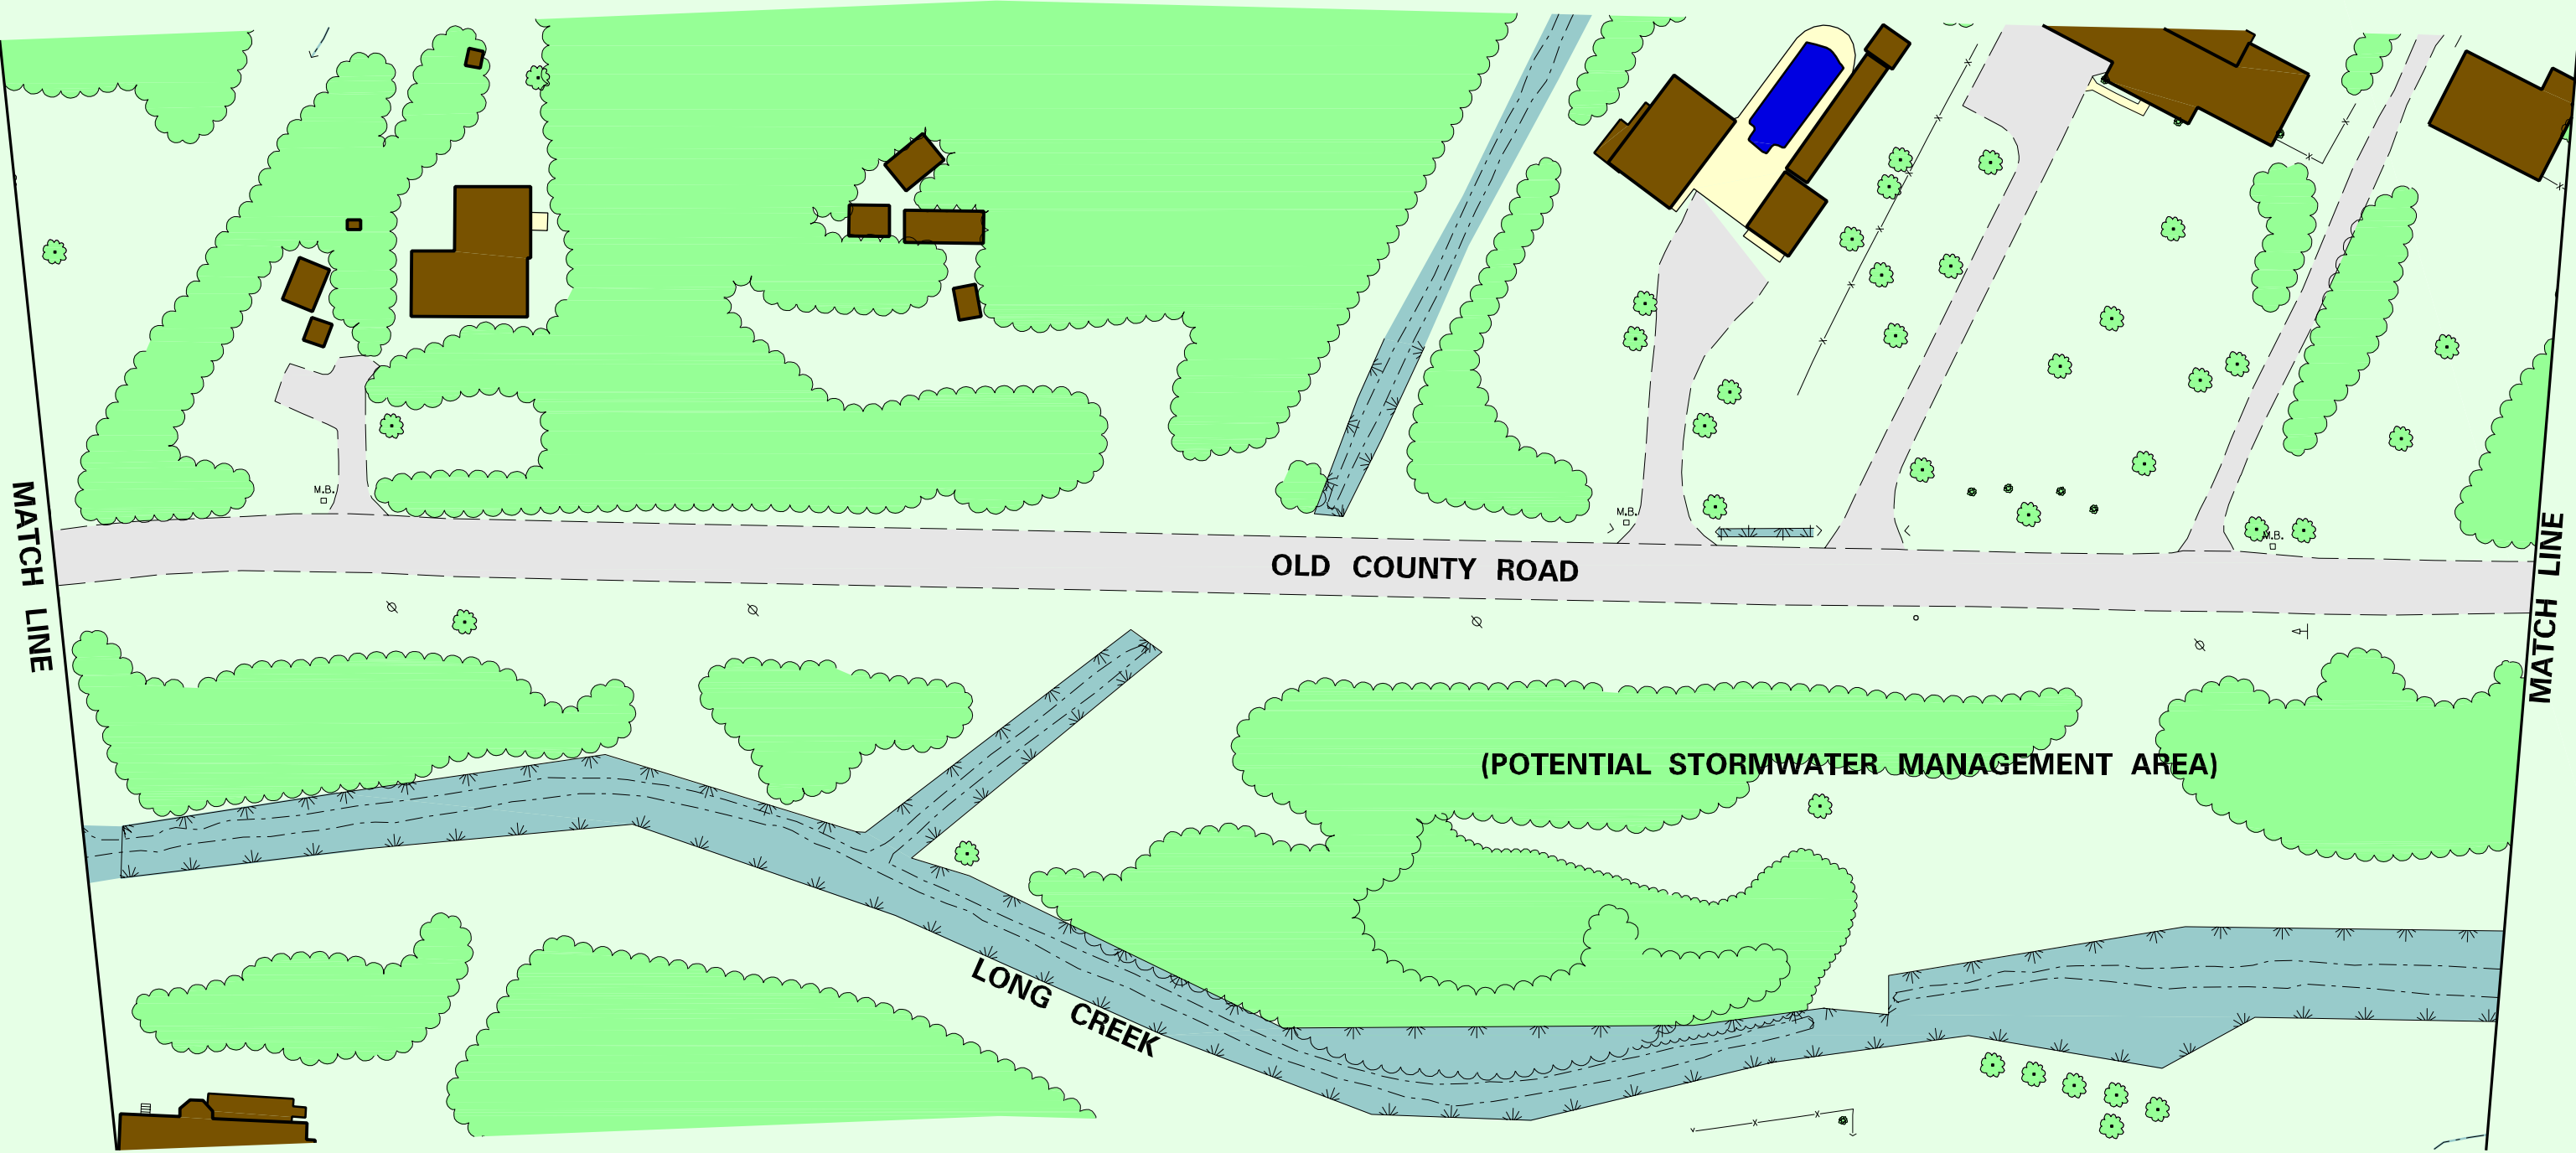 M.B.
MATCH LINE
M.B.
M.B.
MATCH LINE
OLD COUNTY ROAD
(POTENTIAL STORMWATER MANAGEMENT AREA)
LONG CREEK